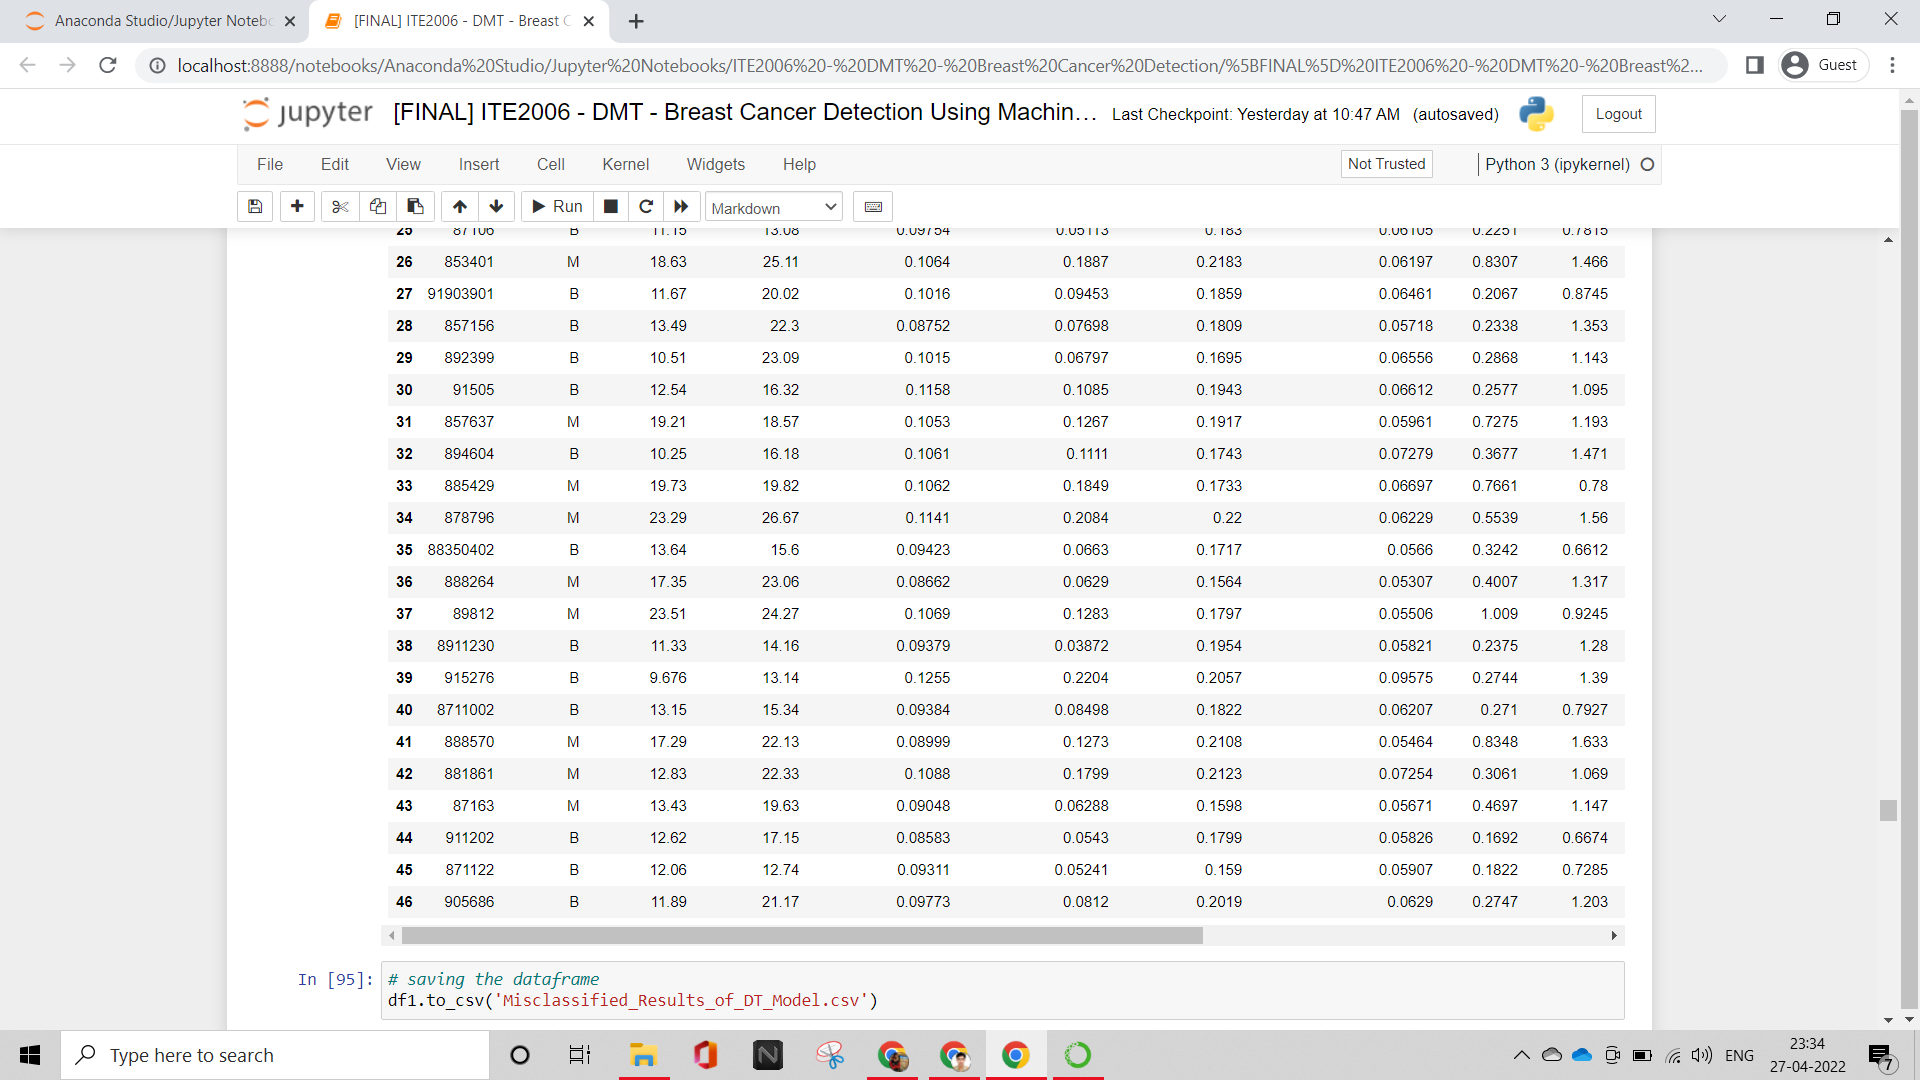 Anaconda Studio/Jupyter Noteb
[FINAL] ITE2006 - DMT - Breast C
localhost:8888/notebooks/Anaconda%20Studio/Jupyter%20Notebooks/ITE2006%20-%20DMT%20-%20Breast%20Cancer%20Detection/%5BFINAL%5D%20ITE2006%20-%20DMT%20-%20Breast%2...
Guest
jupyter [FINAL] ITE2006 - DMT - Breast Cancer Detection Using Machin... Last Checkpoint: Yesterday at 10:47 AM (autosaved) Logout
File Edit View Insert Cell Kernel Widgets Help Not Trusted Python 3 (ipykernel)
Run Markdown
25 87106 B 11.15 13.08 0.09754 0.05113 0.183 0.06105 0.2251 0.7815
26 853401 M 18.63 25.11 0.1064 0.1887 0.2183 0.06197 0.8307 1.466
27 91903901 B 11.67 20.02 0.1016 0.09453 0.1859 0.06461 0.2067 0.8745
28 857156 B 13.49 22.3 0.08752 0.07698 0.1809 0.05718 0.2338 1.353
29 892399 B 10.51 23.09 0.1015 0.06797 0.1695 0.06556 0.2868 1.143
30 91505 B 12.54 16.32 0.1158 0.1085 0.1943 0.06612 0.2577 1.095
31 857637 M 19.21 18.57 0.1053 0.1267 0.1917 0.05961 0.7275 1.193
32 894604 B 10.25 16.18 0.1061 0.1111 0.1743 0.07279 0.3677 1.471
33 885429 M 19.73 19.82 0.1062 0.1849 0.1733 0.06697 0.7661 0.78
34 878796 M 23.29 26.67 0.1141 0.2084 0.22 0.06229 0.5539 1.56
35 88350402 B 13.64 15.6 0.09423 0.0663 0.1717 0.0566 0.3242 0.6612
36 888264 M 17.35 23.06 0.08662 0.0629 0.1564 0.05307 0.4007 1.317
37 89812 M 23.51 24.27 0.1069 0.1283 0.1797 0.05506 1.009 0.9245
38 8911230 B 11.33 14.16 0.09379 0.03872 0.1954 0.05821 0.2375 1.28
39 915276 B 9.676 13.14 0.1255 0.2204 0.2057 0.09575 0.2744 1.39
40 8711002 B 13.15 15.34 0.09384 0.08498 0.1822 0.06207 0.271 0.7927
41 888570 M 17.29 22.13 0.08999 0.1273 0.2108 0.05464 0.8348 1.633
42 881861 M 12.83 22.33 0.1088 0.1799 0.2123 0.07254 0.3061 1.069
43 87163 M 13.43 19.63 0.09048 0.06288 0.1598 0.05671 0.4697 1.147
44 911202 B 12.62 17.15 0.08583 0.0543 0.1799 0.05826 0.1692 0.6674
45 871122 B 12.06 12.74 0.09311 0.05241 0.159 0.05907 0.1822 0.7285
46 905686 B 11.89 21.17 0.09773 0.0812 0.2019 0.0629 0.2747 1.203
In [95]: # saving the dataframe
df1.to_csv('Misclassified_Results_of_DT_Model.csv')
Type here to search
ENG
23:34
27-04-2022
7